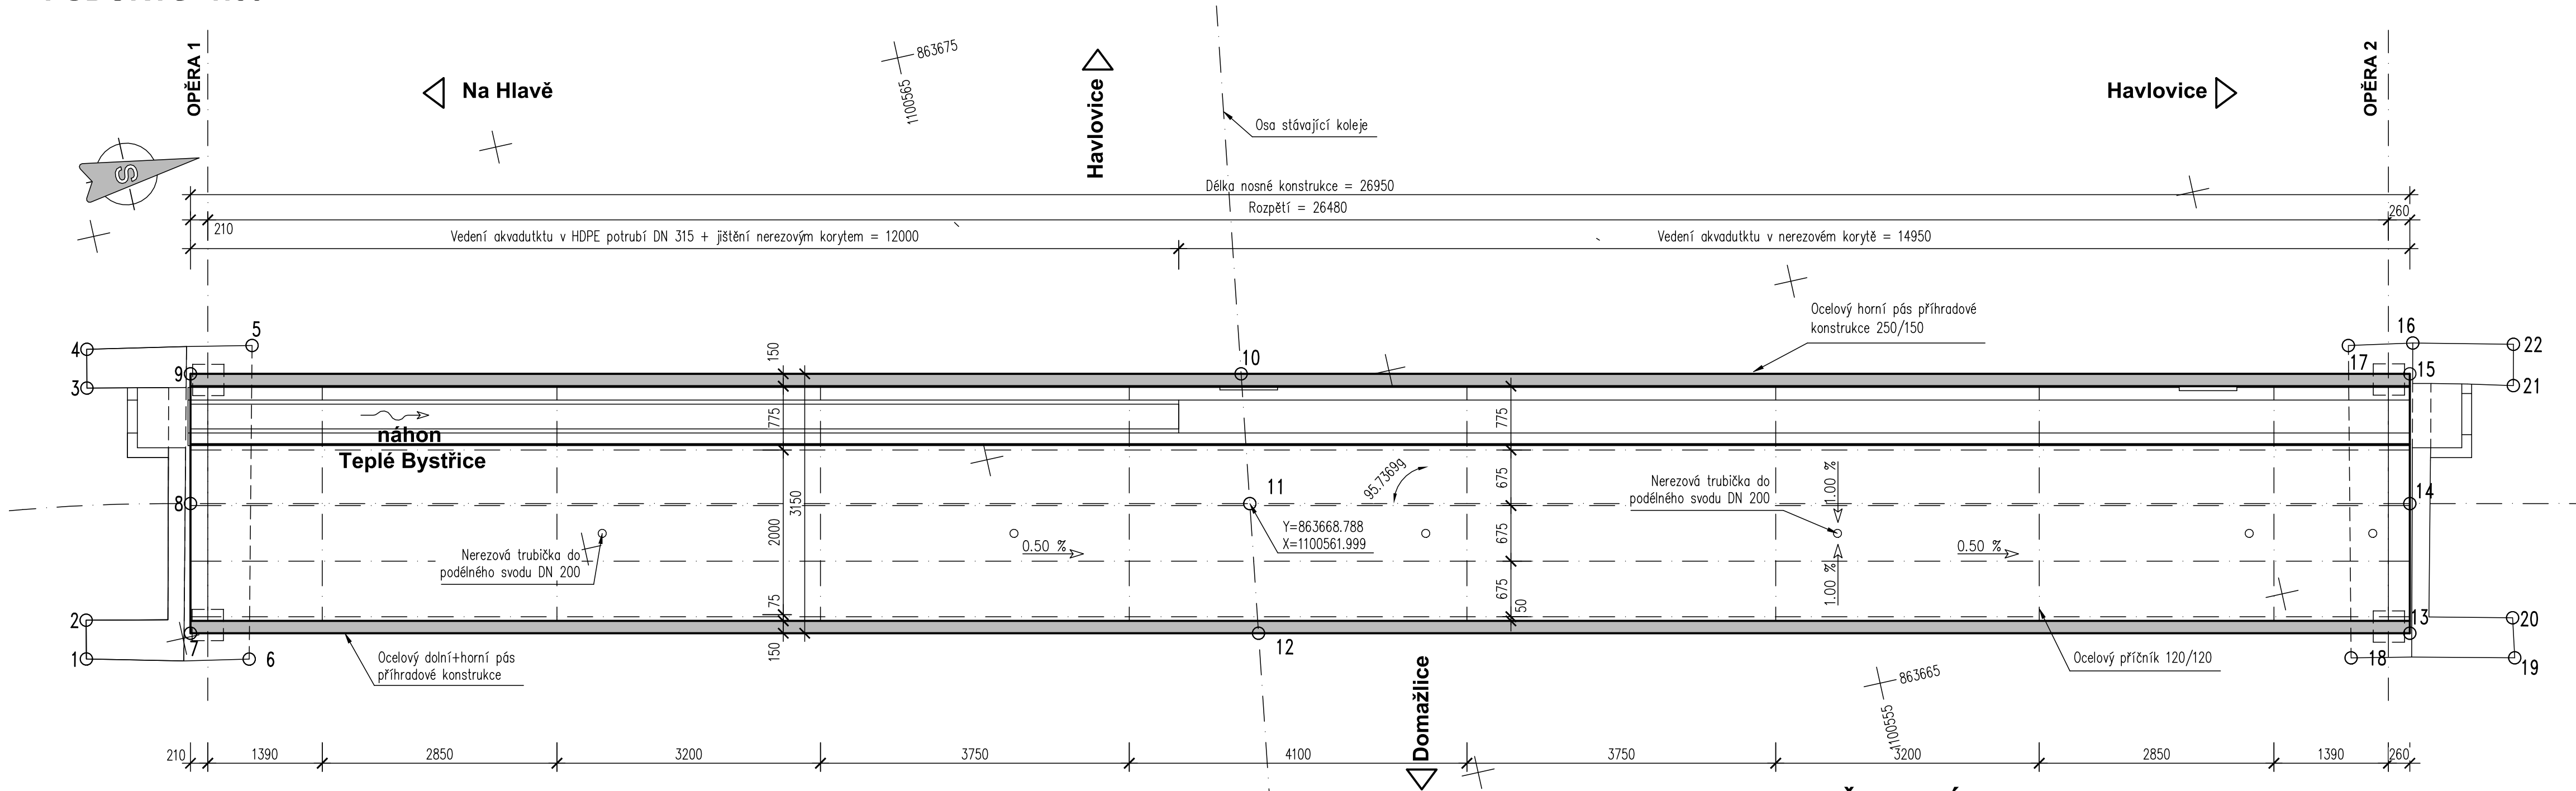 OPĚRA 1
Na Hlavě
863675
1100565
Havlovice
Osa stávající koleje
Havlovice
OPĚRA 2
S
Délka nosné konstrukce = 26950
Rozpětí = 26480
210
260
Vedení akvadutktu v HDPE potrubí DN 315 + jištění nerezovým korytem = 12000
Vedení akvadutktu v nerezovém korytě = 14950
Ocelový horní pás příhradové
konstrukce 250/150
4
5
3
9
150
10
16
17
22
15
21
775
775
náhon
Teplé Bystřice
8
3150
2000
11
Y=863668.788
X=1100561.999
95.7369g
675
675
675
50
Nerezová trubička do
podélného svodu DN 200
1.00 %
1.00 %
14
Nerezová trubička do
podélného svodu DN 200
0.50 %
0.50 %
75
150
2
1
7
6
12
13
18
20
19
Ocelový dolní+horní pás
příhradové konstrukce
Ocelový příčník 120/120
Domažlice
863665
1100555
210
1390
2850
3200
3750
4100
3750
3200
2850
1390
260